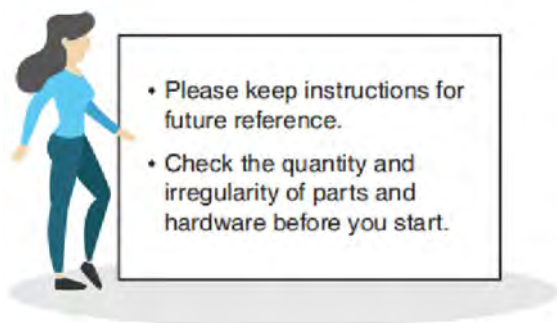 • Please keep instructions for
future reference.
• Check the quantity and
irregularity of parts and
hardware before you start.